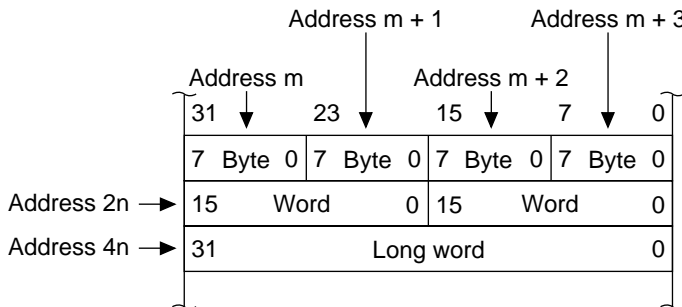 Address m + 1 Address m + 3
Address m Address m + 2
31 23 15 7 0
7 Byte 0 7 Byte 0 7 Byte 0 7 Byte 0
Address 2n 15 Word 0 15 Word 0
Address 4n 31 Long word 0